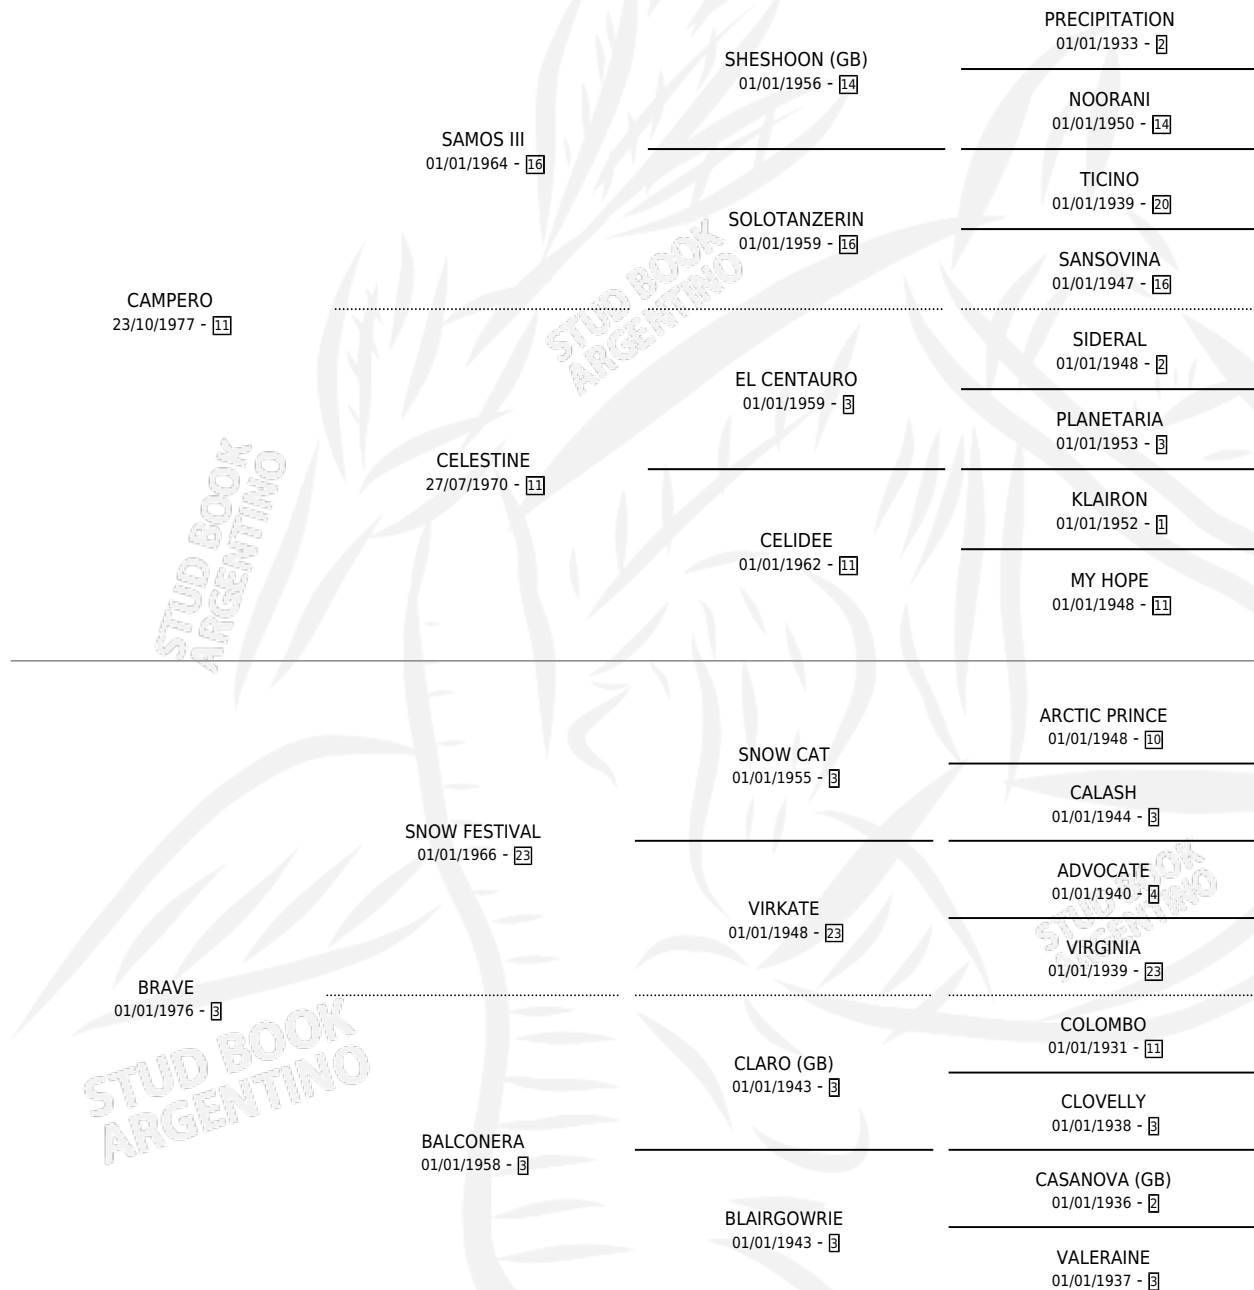 PRECIPITATION
01/01/1933 - 2
SHESHOON (GB)
01/01/1956 - 14
NOORANI
01/01/1950 - 14
SAMOS III
01/01/1964 - 16
TICINO
01/01/1939 - 20
SOLOTANZERIN
01/01/1959 - 16
SANSOVINA
01/01/1947 - 16
CAMPERO
23/10/1977 - 11
SIDERAL
01/01/1948 - 2
EL CENTAURO
01/01/1959 - 3
PLANETARIA
01/01/1953 - 3
CELESTINE
27/07/1970 - 11
KLAIRON
01/01/1952 - 1
CELIDEE
01/01/1962 - 11
MY HOPE
01/01/1948 - 11
ARCTIC PRINCE
01/01/1948 - 10
SNOW CAT
01/01/1955 - 3
CALASH
01/01/1944 - 3
SNOW FESTIVAL
01/01/1966 - 23
ADVOCATE
01/01/1940 - 4
VIRKATE
01/01/1948 - 23
VIRGINIA
01/01/1939 - 23
BRAVE
01/01/1976 - 3
COLOMBO
01/01/1931 - 11
CLARO (GB)
01/01/1943 - 3
CLOVELLY
01/01/1938 - 3
BALCONERA
01/01/1958 - 3
CASANOVA (GB)
01/01/1936 - 2
BLAIRGOWRIE
01/01/1943 - 3
VALERAINE
01/01/1937 - 3
STUD BOOK
ARGENTINO
STUD BOOK
ARGENTINO
STUD BOOK
ARGENTINO
STUD BOOK
ARGENTINO